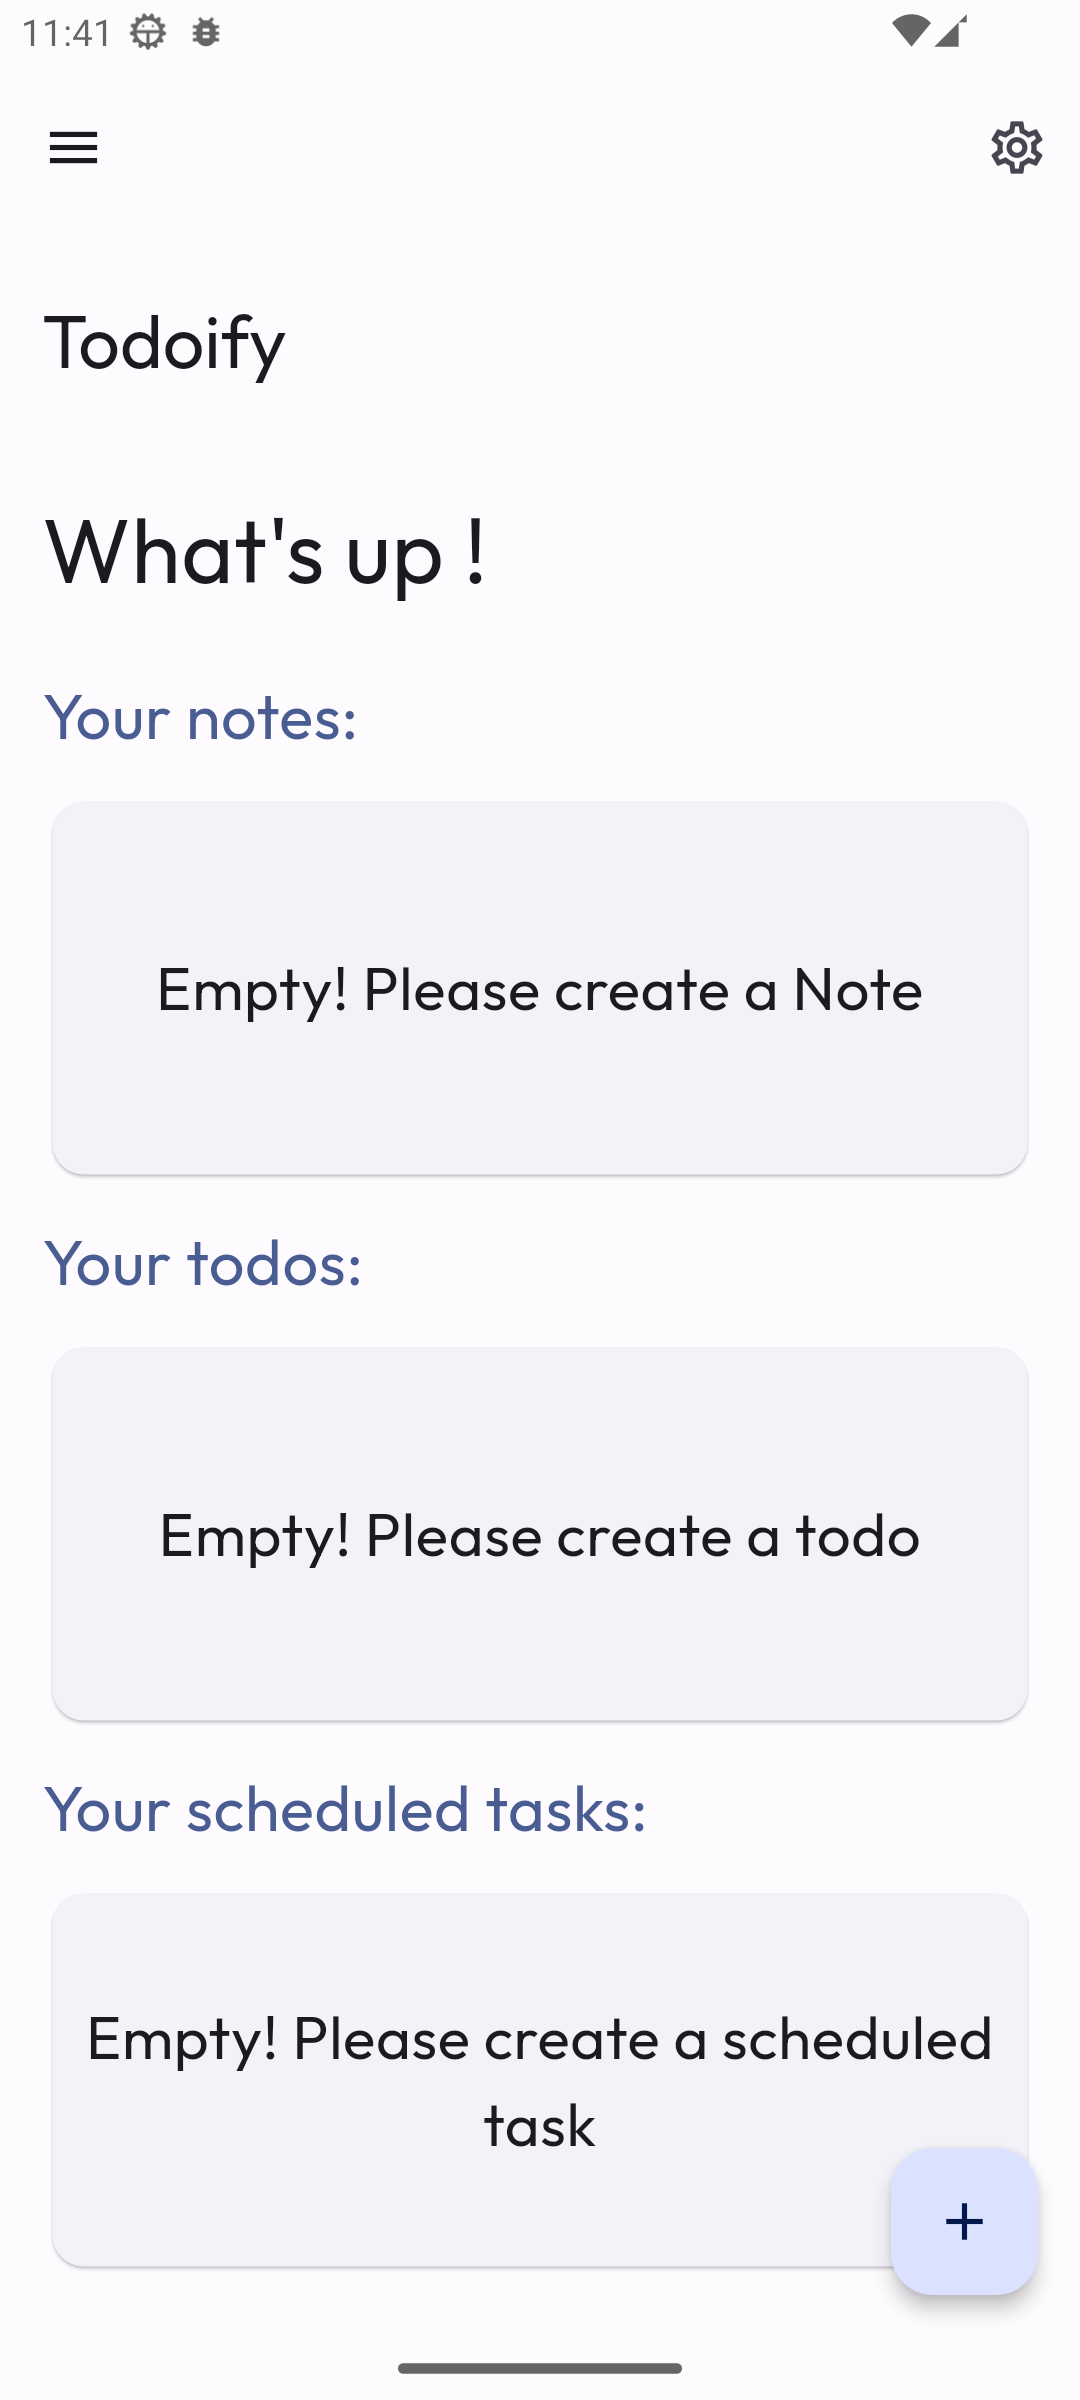 11:41
Todoify
What's up !
Your notes:
Empty! Please create a Note
Your todos:
Empty! Please create a todo
Your scheduled tasks:
Empty! Please create a scheduled
task